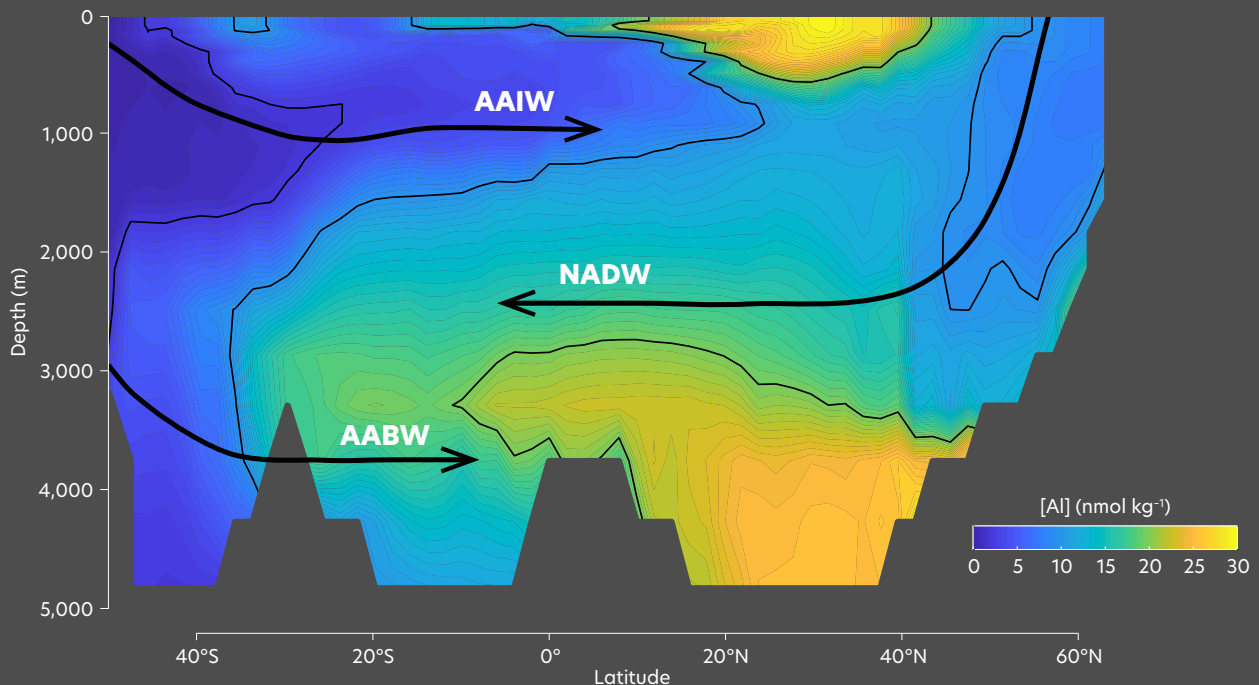 0
1,000
2,000
3,000
4,000
5,000
Depth (m)
AAIW
NADW
AABW
[Al] (nmol kg⁻¹)
0 5 10 15 20 25 30
40°S 20°S 0° 20°N 40°N 60°N
Latitude